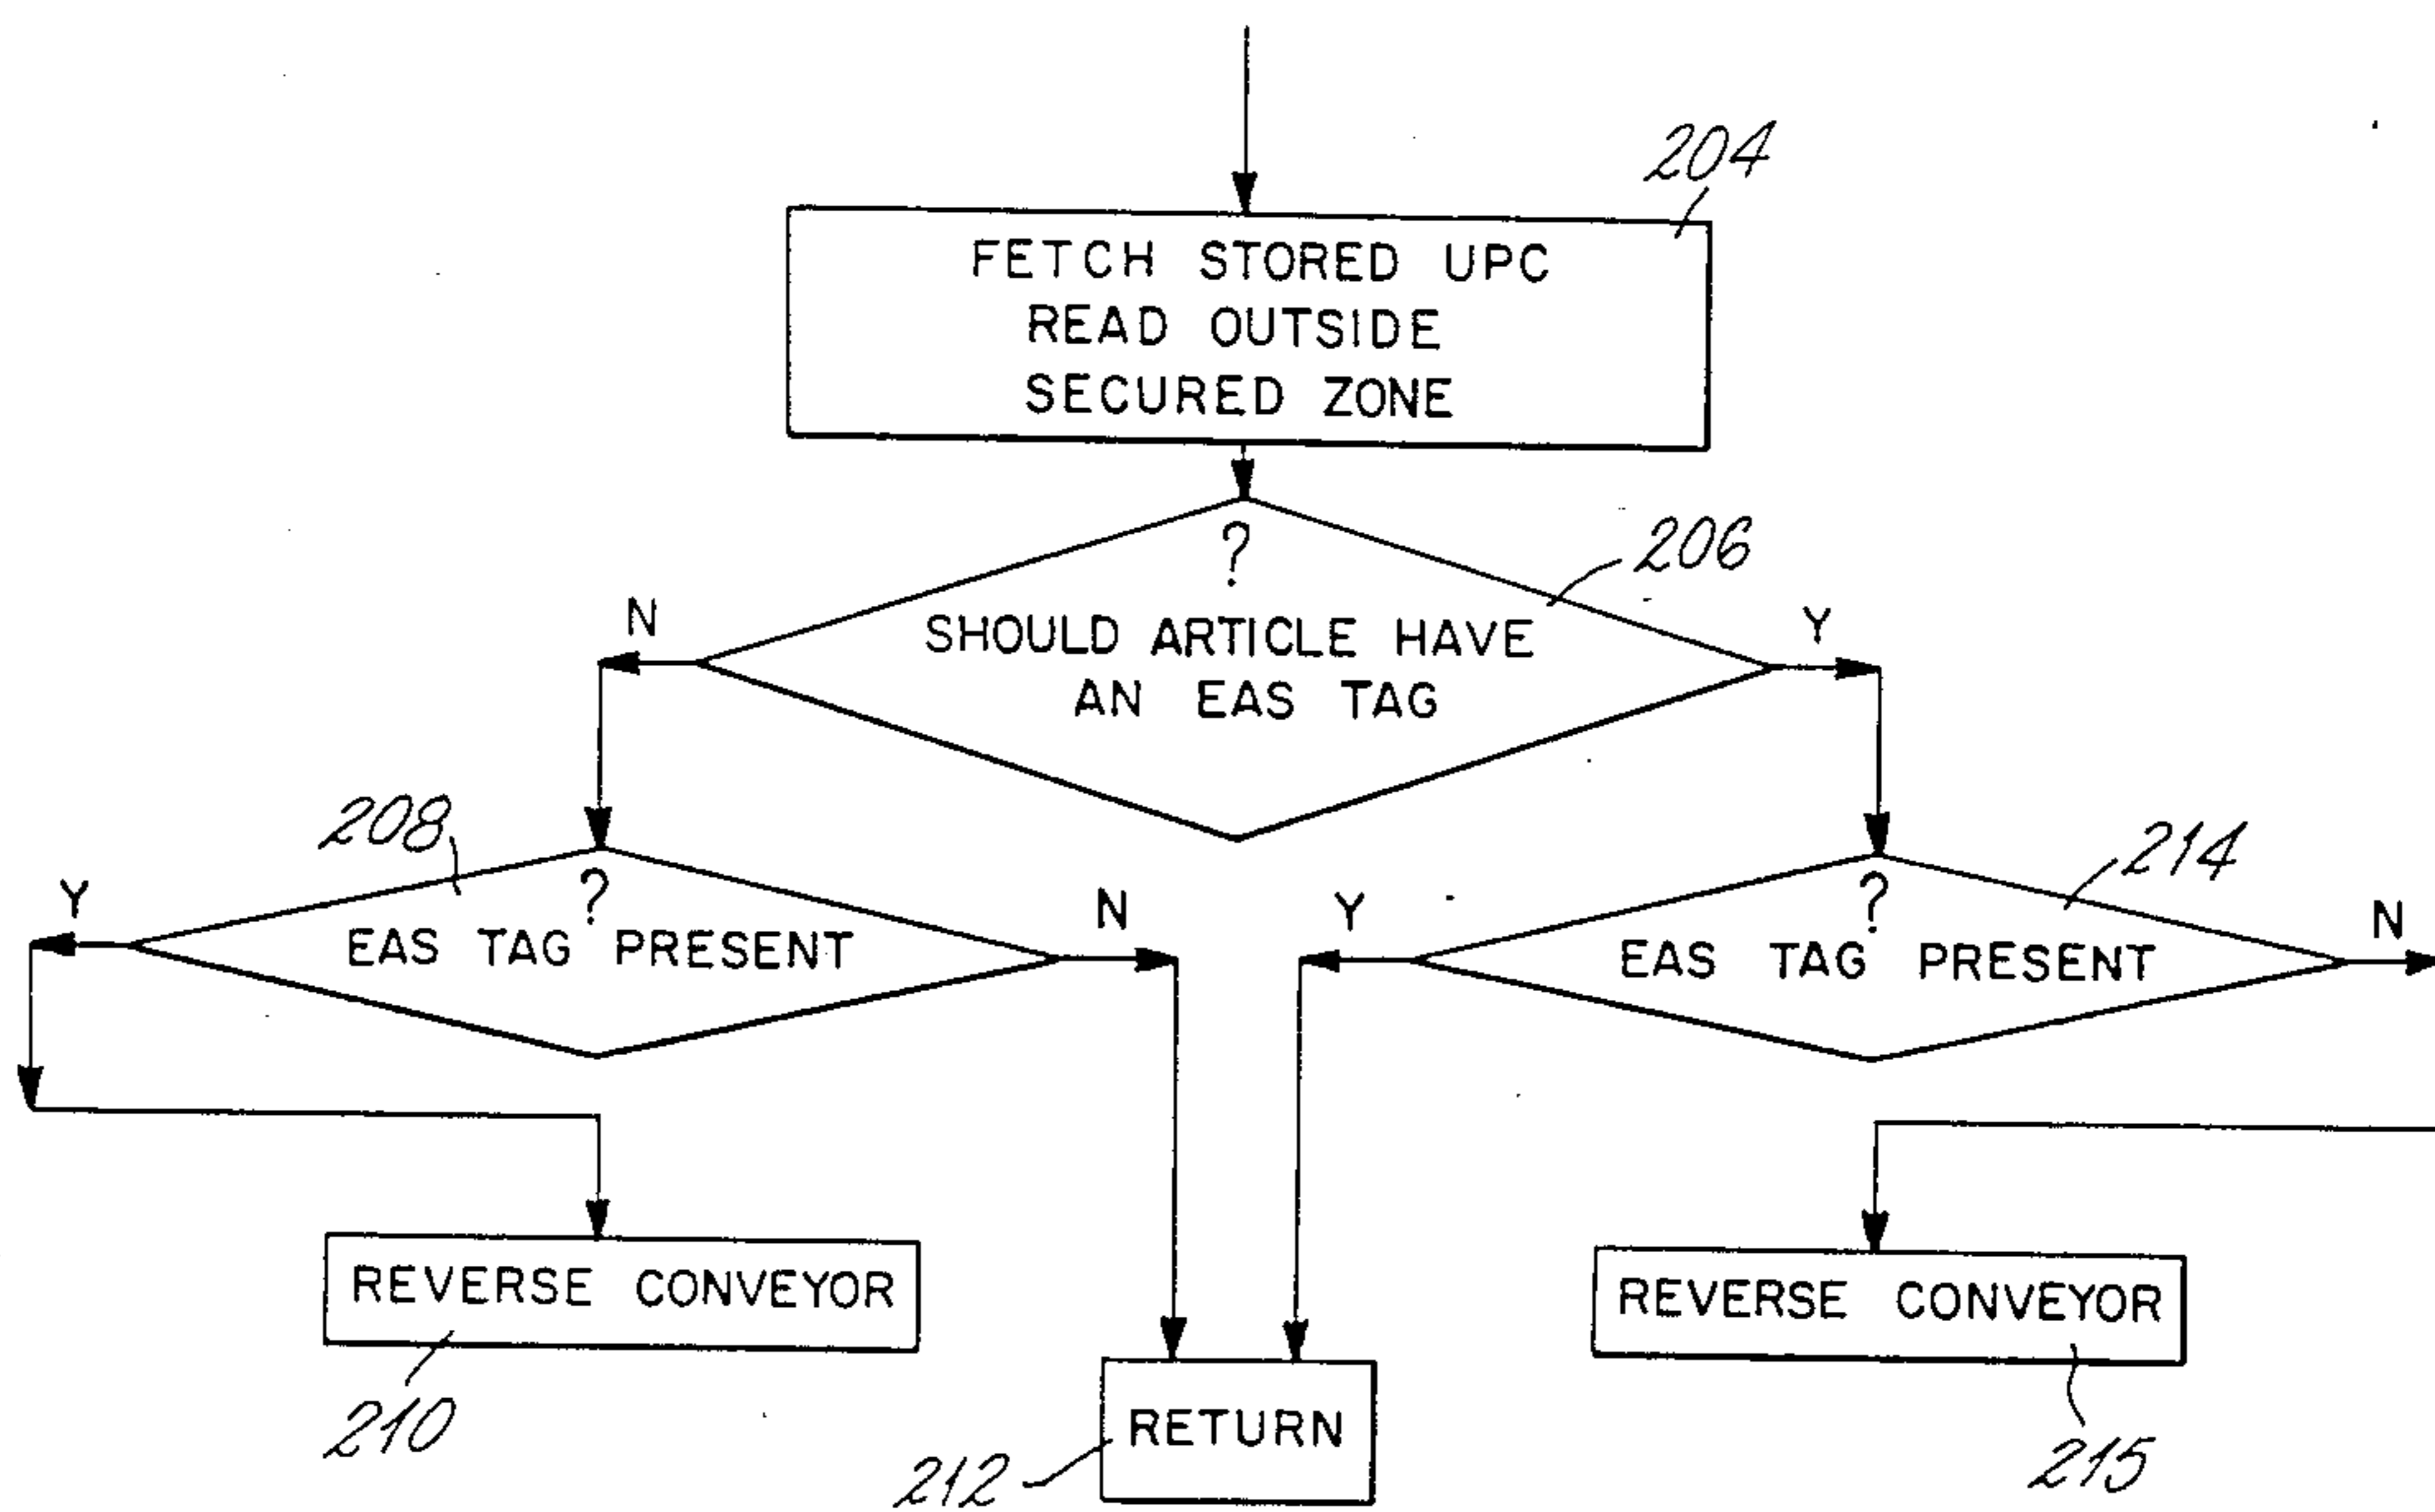 204
FETCH STORED UPC
READ OUTSIDE
SECURED ZONE
206
?
SHOULD ARTICLE HAVE
AN EAS TAG
N
Y
208
?
EAS TAG PRESENT
Y
N
214
?
EAS TAG PRESENT
Y
N
REVERSE CONVEYOR
210
RETURN
212
REVERSE CONVEYOR
215